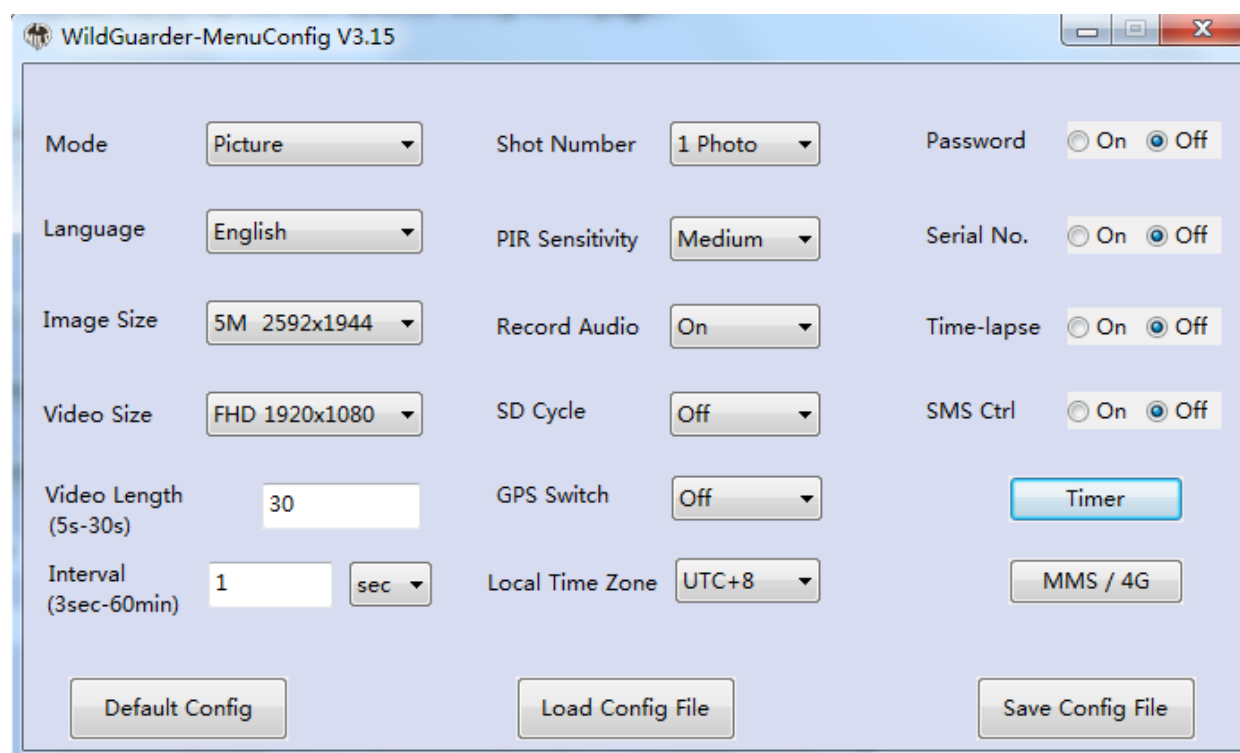 WildGuarder-MenuConfig V3.15
Mode Picture Shot Number 1 Photo Password On Off
Language English PIR Sensitivity Medium Serial No. On Off
Image Size 5M 2592x1944 Record Audio On Time-lapse On Off
Video Size FHD 1920x1080 SD Cycle Off SMS Ctrl On Off
Video Length 30 GPS Switch Off Timer
(5s-30s)
Interval 1 sec Local Time Zone UTC+8 MMS / 4G
(3sec-60min)
Default Config Load Config File Save Config File